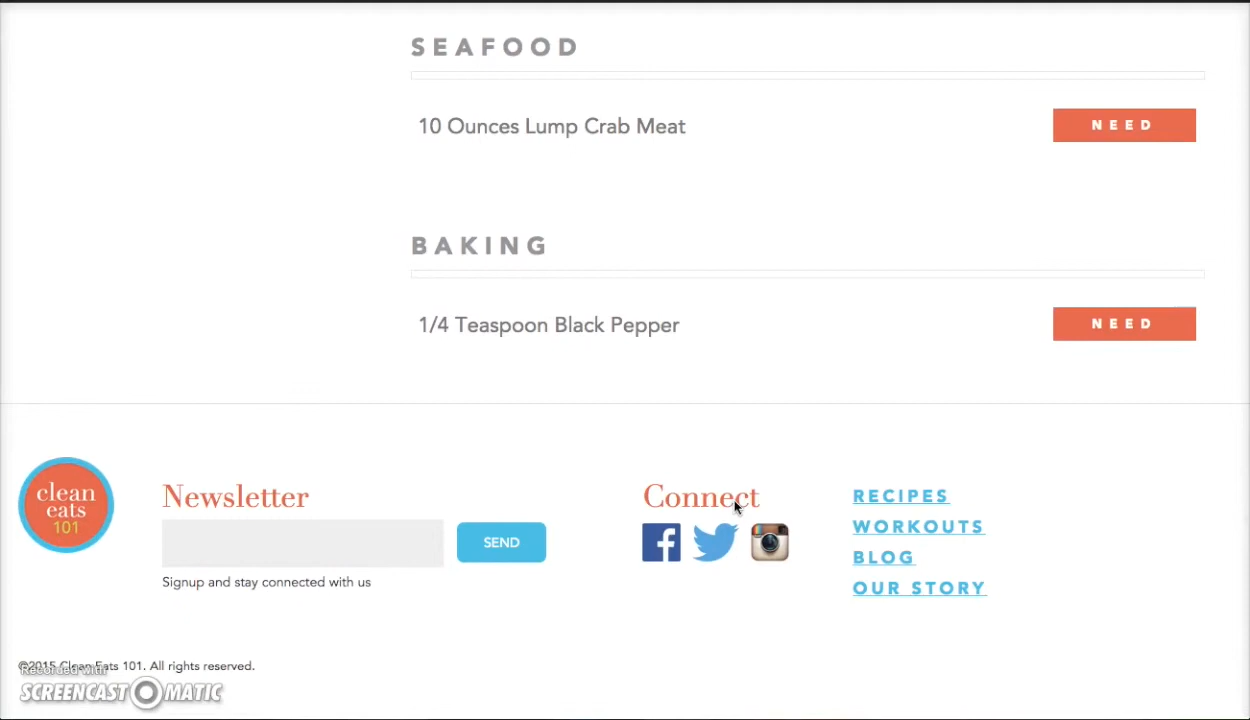 SEAFOOD
10 Ounces Lump Crab Meat
NEED
BAKING
1/4 Teaspoon Black Pepper
NEED
clean
eats
101
Newsletter
SEND
Signup and stay connected with us
Connect
RECIPES
WORKOUTS
BLOG
OUR STORY
©2015 Clean Eats 101. All rights reserved.
Recorded with
SCREENCAST MATIC